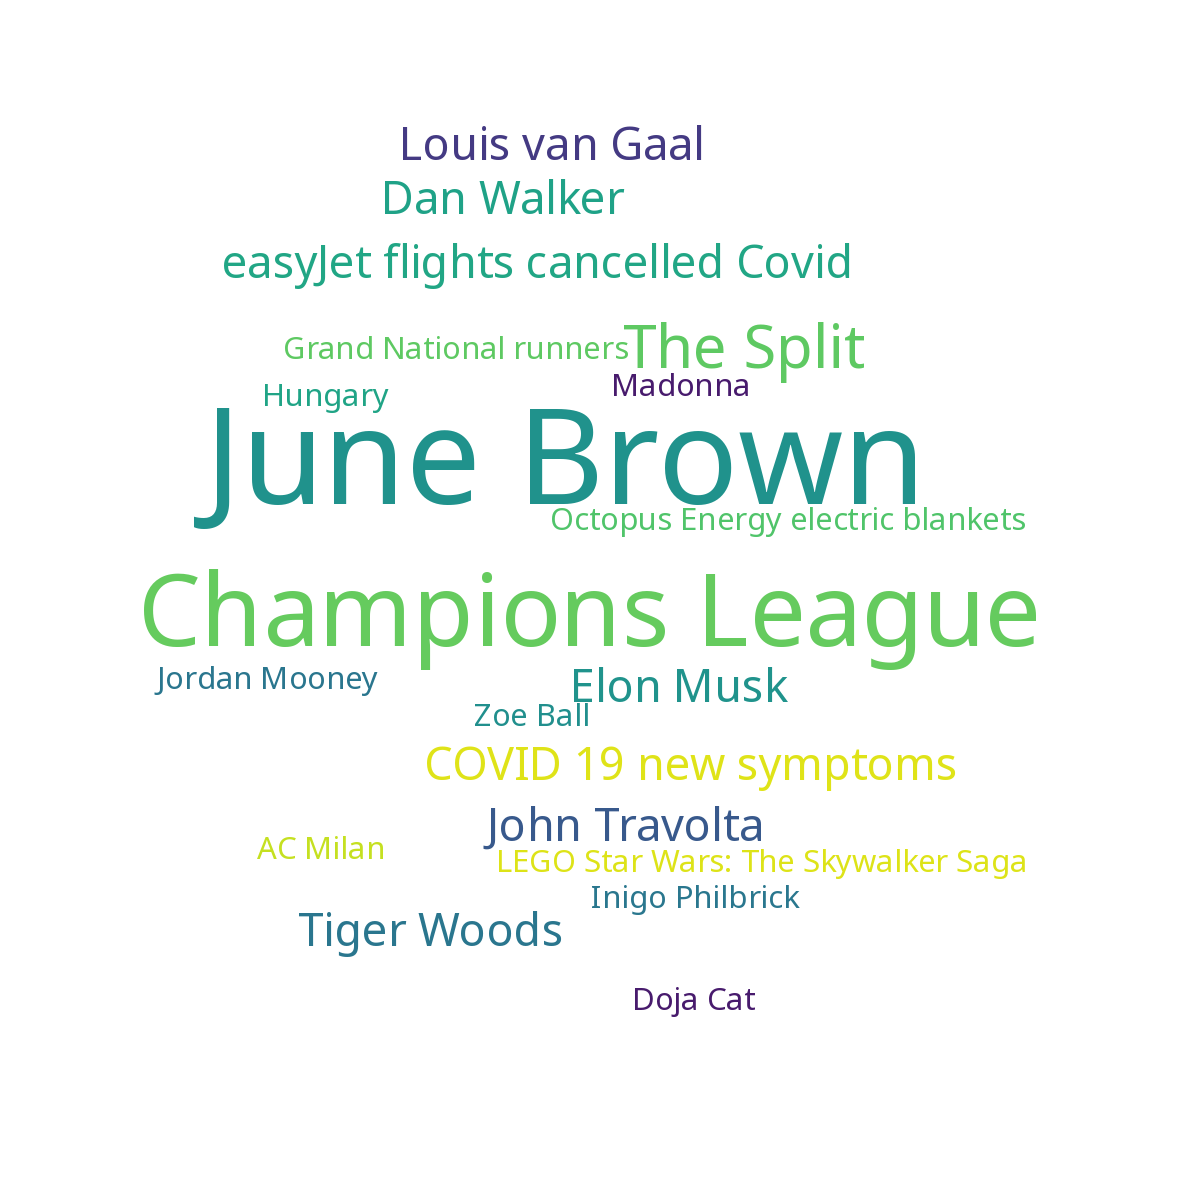 Louis van Gaal
Dan Walker
easyJet flights cancelled Covid
The Split
Grand National runners
Madonna
Hungary
June Brown
Octopus Energy electric blankets
Champions League
Jordan Mooney
Elon Musk
Zoe Ball
COVID 19 new symptoms
John Travolta
AC Milan
LEGO Star Wars: The Skywalker Saga
Inigo Philbrick
Tiger Woods
Doja Cat